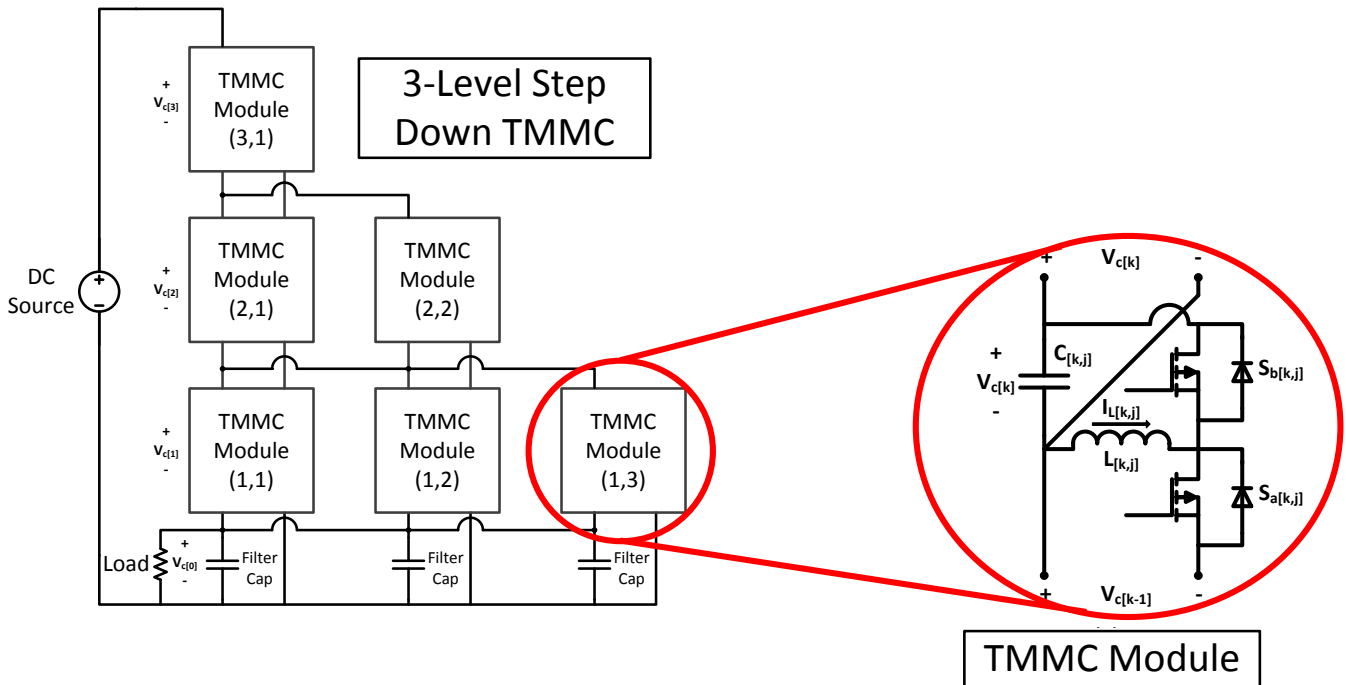 3-Level Step
Down TMMC
DC
Source
+
Vc[3]
-
TMMC
Module
(3,1)
+
Vc[2]
-
TMMC
Module
(2,1)
TMMC
Module
(2,2)
+
Vc[1]
-
TMMC
Module
(1,1)
TMMC
Module
(1,2)
TMMC
Module
(1,3)
Load
+
Vc[0]
-
Filter
Cap
Filter
Cap
Filter
Cap
+ Vc[k] -
+
Vc[k]
-
C[k,j]
Sb[k,j]
IL[k,j]
L[k,j]
Sa[k,j]
+ Vc[k-1] -
TMMC Module